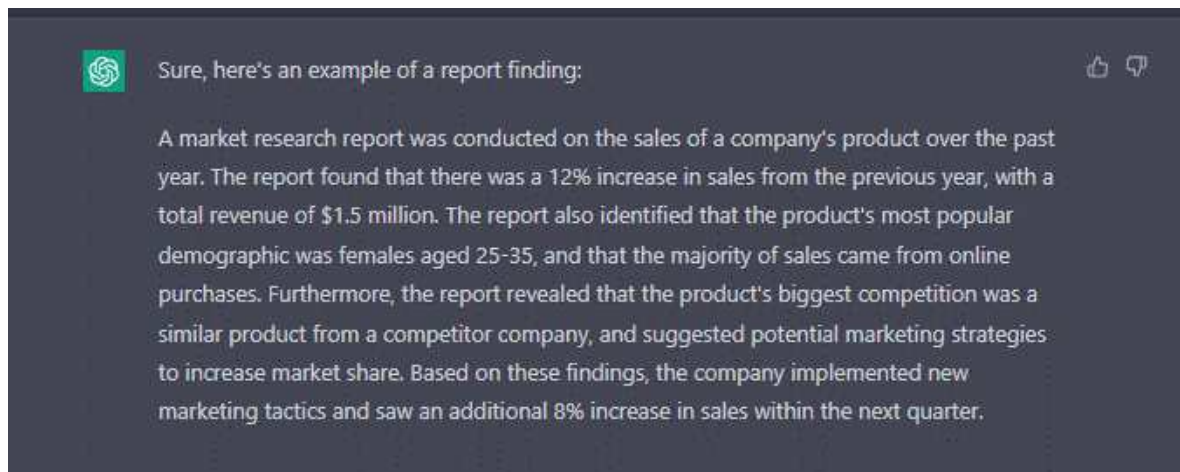 Sure, here's an example of a report finding:
A market research report was conducted on the sales of a company's product over the past
year. The report found that there was a 12% increase in sales from the previous year, with a
total revenue of $1.5 million. The report also identified that the product's most popular
demographic was females aged 25-35, and that the majority of sales came from online
purchases. Furthermore, the report revealed that the product's biggest competition was a
similar product from a competitor company, and suggested potential marketing strategies
to increase market share. Based on these findings, the company implemented new
marketing tactics and saw an additional 8% increase in sales within the next quarter.